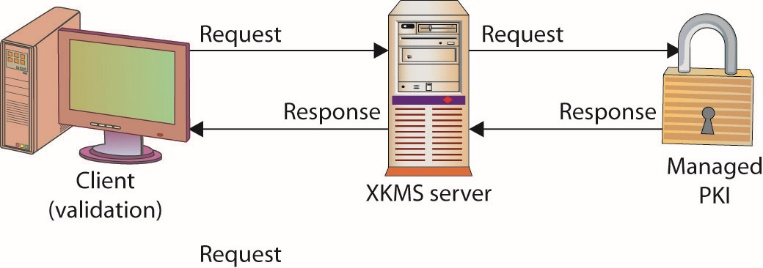 Request
Request
Response
Response
Client
(validation)
XKMS server
Managed
PKI
Request